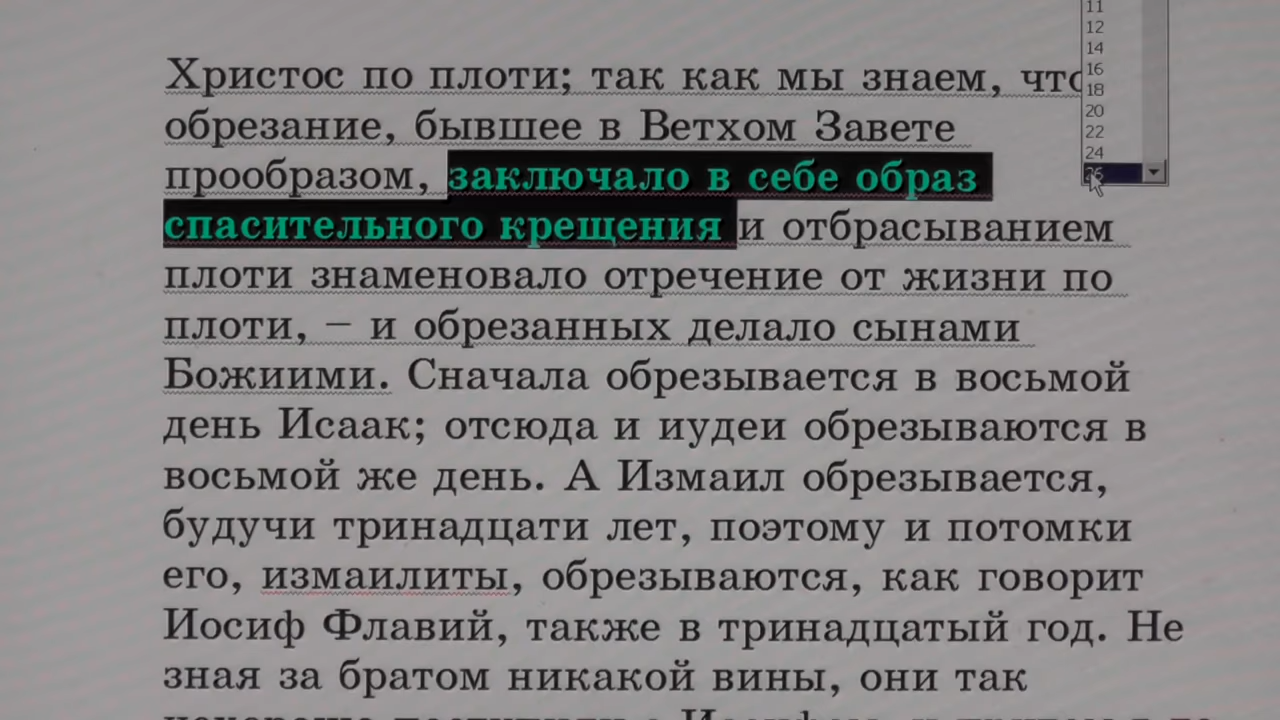 Христос по плоти; так как мы знаем, что
обрезание, бывшее в Ветхом Завете
прообразом, заключало в себе образ
спасительного крещения и отбрасыванием
плоти знаменовало отречение от жизни по
плоти, – и обрезанных делало сынами
Божиими. Сначала обрезывается в восьмой
день Исаак; отсюда и иудеи обрезываются в
восьмой же день. А Измаил обрезывается,
будучи тринадцати лет, поэтому и потомки
его, измаилиты, обрезываются, как говорит
Иосиф Флавий, также в тринадцатый год. Не
зная за братом никакой вины, они так
11
12
14
16
18
20
22
24
26